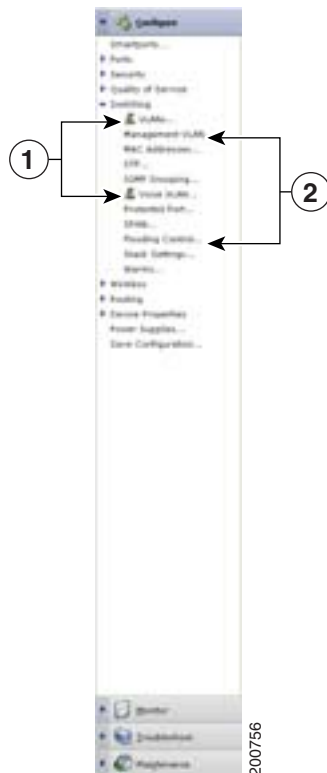 Configure
Smartports...
Ports
Security
Quality of Service
Switching
VLANs...
Management VLAN
MAC Addresses...
STP...
IGMP Snooping...
Voice VLAN...
Protected Port...
SPAN...
Flooding Control...
Stack Settings...
Alarms...
Wireless
Routing
Device Properties
Power Supplies...
Save Configuration...
1
2
Monitor
Troubleshoot
Maintenance
200756